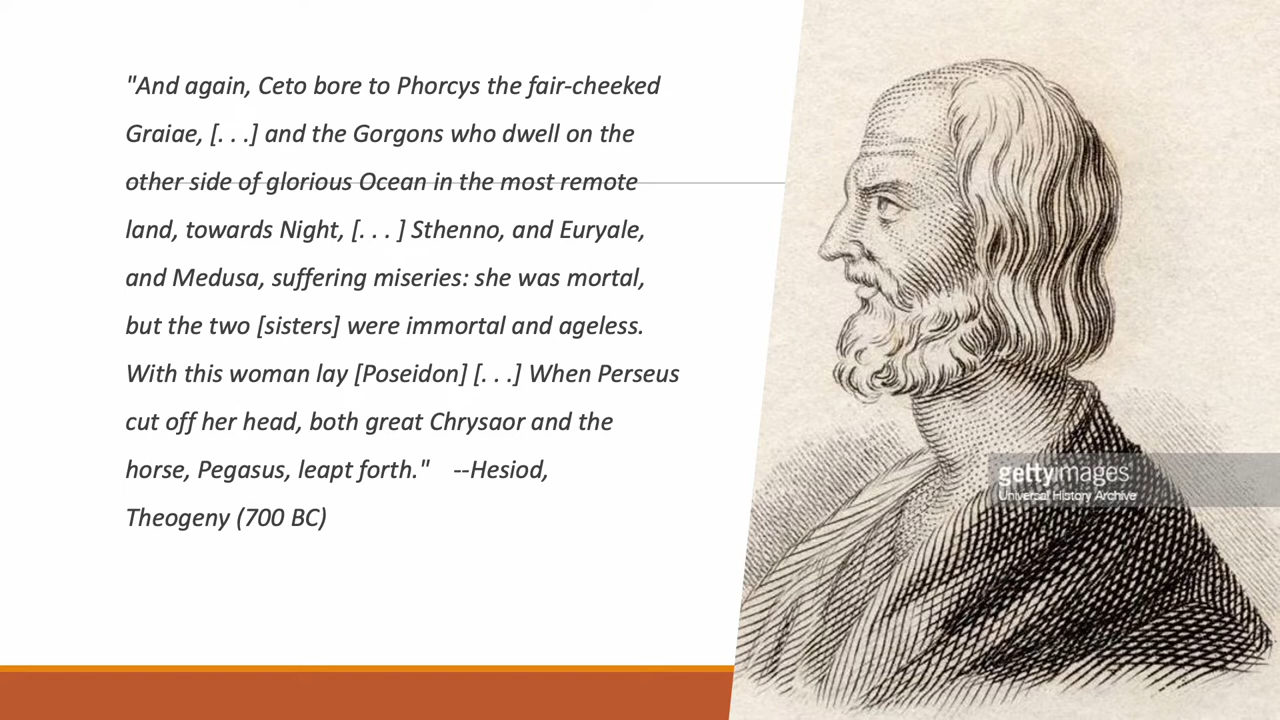 "And again, Ceto bore to Phorcys the fair-cheeked
Graiae, [. . .] and the Gorgons who dwell on the
other side of glorious Ocean in the most remote
land, towards Night, [. . . ] Sthenno, and Euryale,
and Medusa, suffering miseries: she was mortal,
but the two [sisters] were immortal and ageless.
With this woman lay [Poseidon] [. . .] When Perseus
cut off her head, both great Chrysaor and the
horse, Pegasus, leapt forth." --Hesiod,
Theogeny (700 BC)
gettyimages
Universal History Archive